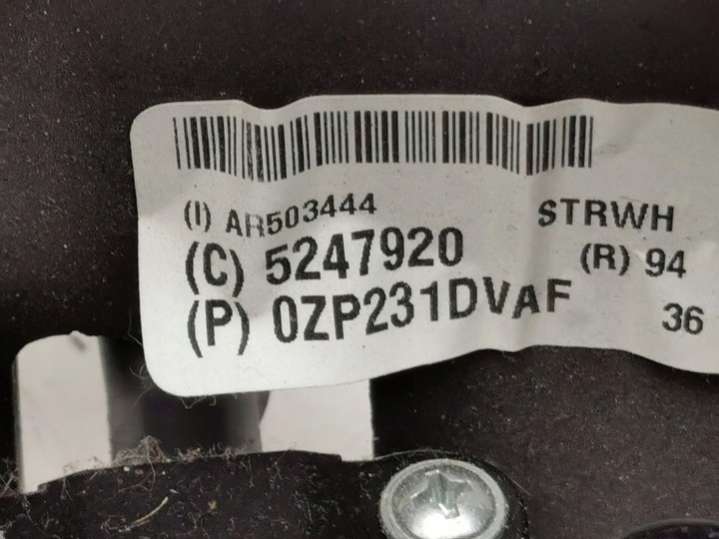 (I) AR503444 STRWH
(C) 5247920 (R) 94
(P) 0ZP231DVAF 36